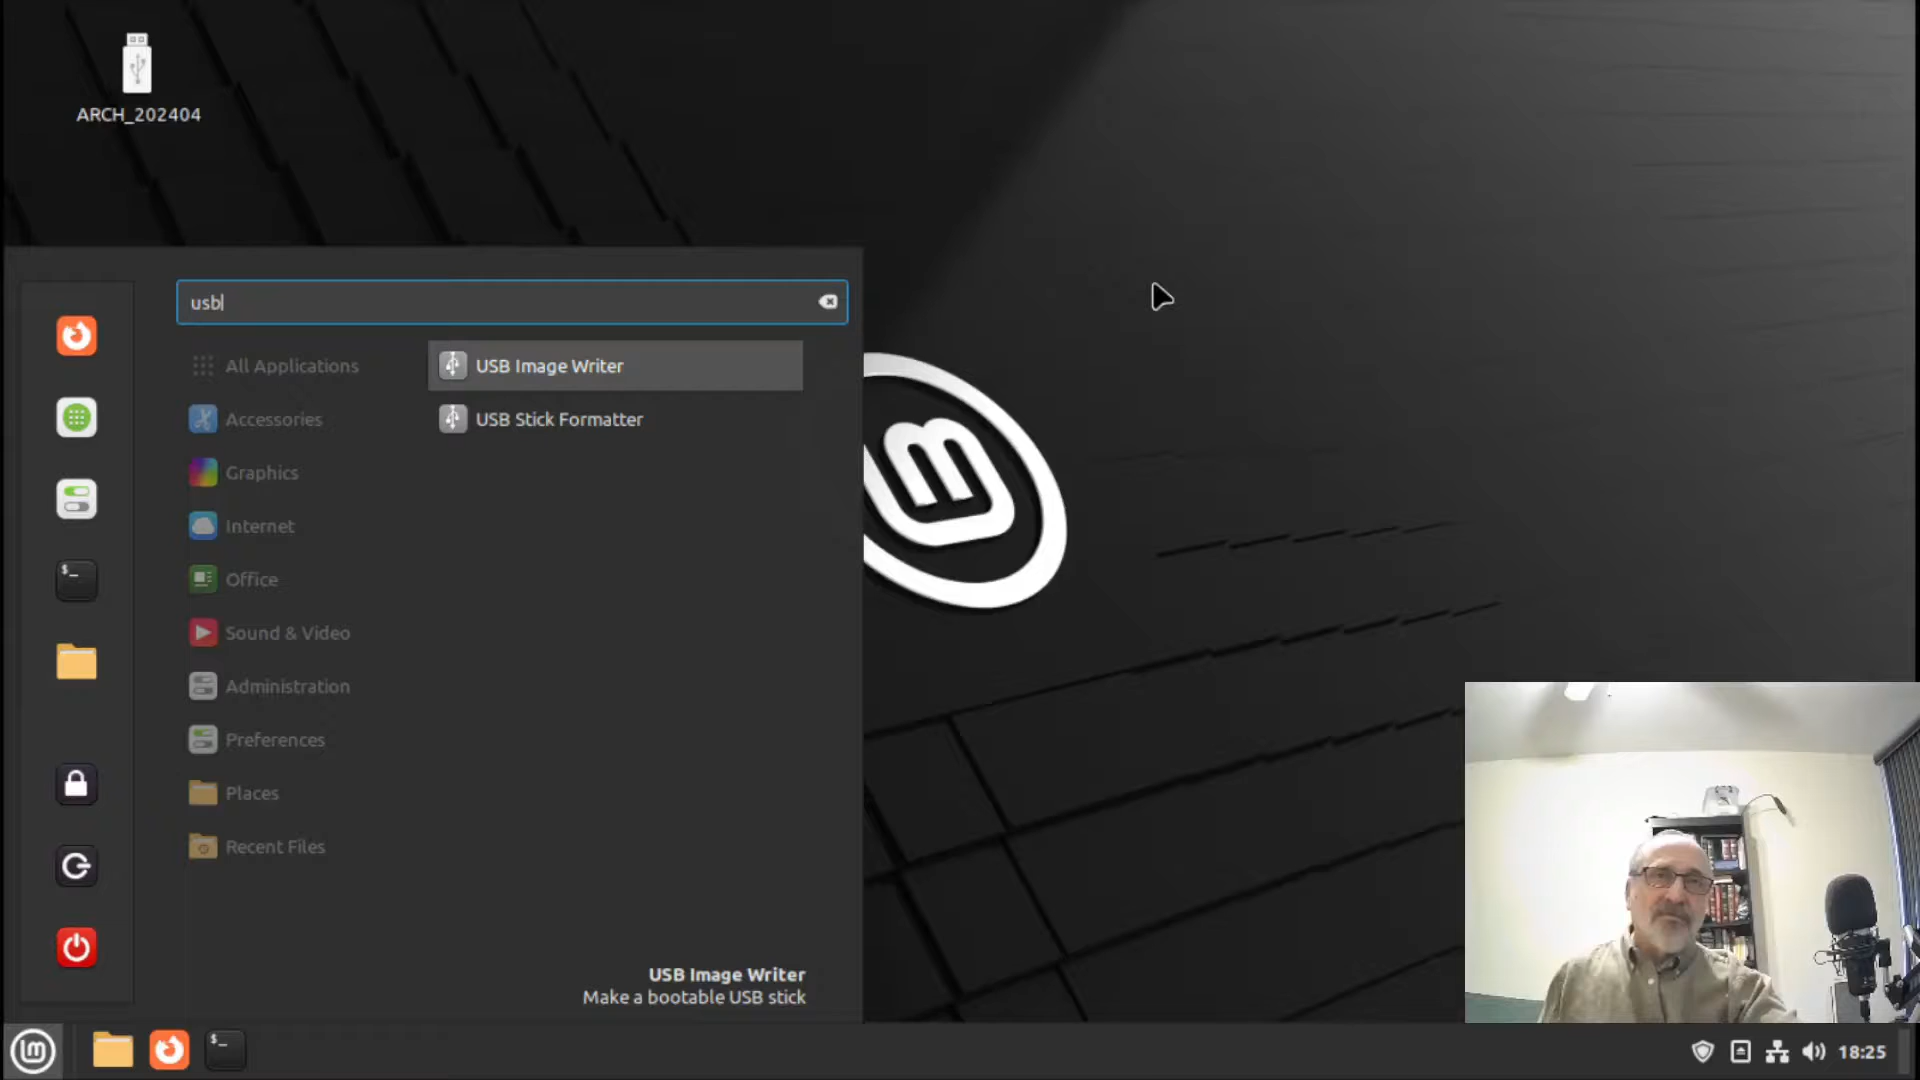 ARCH_202404
usb
All Applications
USB Image Writer
Accessories
USB Stick Formatter
Graphics
Internet
Office
Sound & Video
Administration
Preferences
Places
Recent Files
USB Image Writer
Make a bootable USB stick
$_
$_
18:25